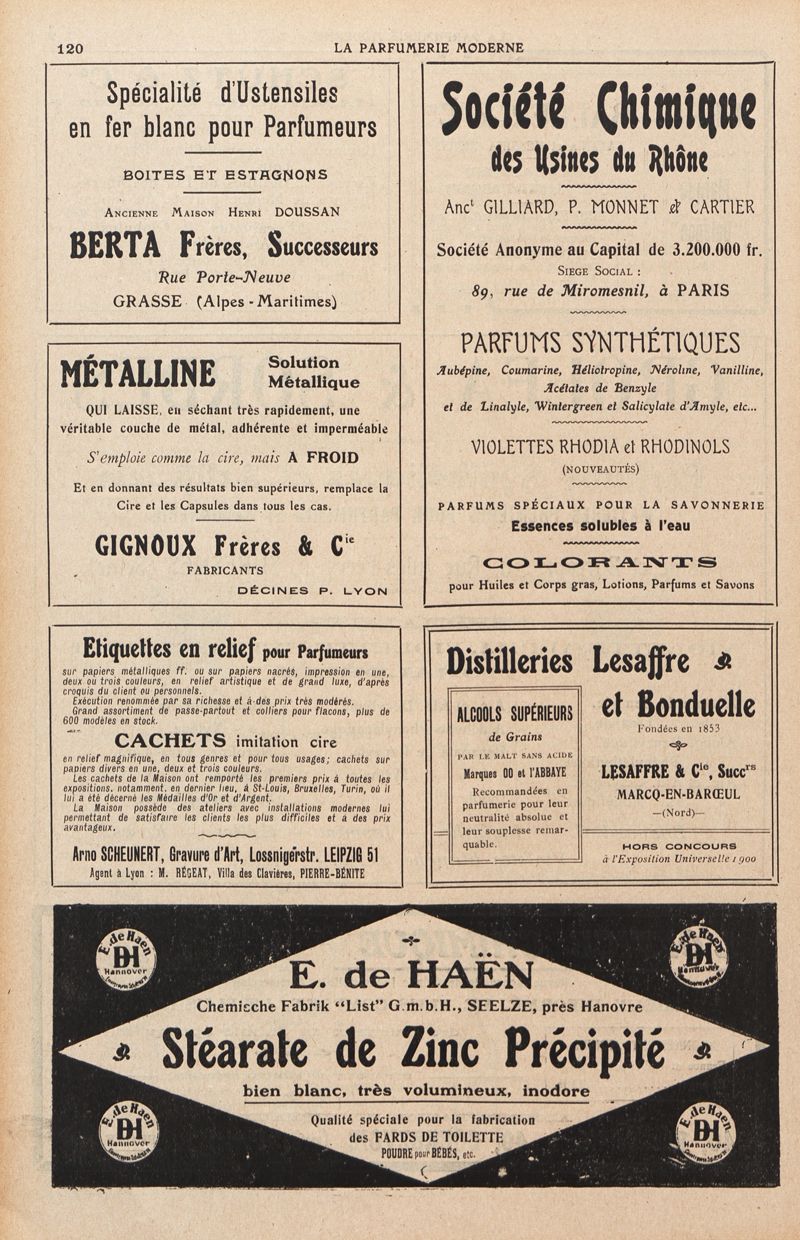 120
LA PARFUMERIE MODERNE
Spécialité d'Ustensiles
en fer blanc pour Parfumeurs
BOITES ET ESTAGNONS
Ancienne Maison Henri DOUSSAN
BERTA Frères, Successeurs
Rue Porte-Neuve
GRASSE (Alpes-Maritimes)
MÉTALLINE
Solution
Métallique
QUI LAISSE, en séchant très rapidement, une
véritable couche de métal, adhérente et imperméable
S'emploie comme la cire, mais A FROID
Et en donnant des résultats bien supérieurs, remplace la
Cire et les Capsules dans tous les cas.
GIGNOUX Frères & Cie
FABRICANTS
DÉCINES P. LYON
Société Chimique
des Usines du Rhône
Anct GILLIARD, P. MONNET & CARTIER
Société Anonyme au Capital de 3.200.000 fr.
Siege Social :
89, rue de Miromesnil, à PARIS
PARFUMS SYNTHÉTIQUES
Aubépine, Coumarine, Héliotropine, Néroline, Vanilline,
Acétates de Benzyle
et de Linalyle, Wintergreen et Salicylate d'Amyle, etc...
VIOLETTES RHODIA et RHODINOLS
(NOUVEAUTÉS)
PARFUMS SPÉCIAUX POUR LA SAVONNERIE
Essences solubles à l'eau
COLORANTS
pour Huiles et Corps gras, Lotions, Parfums et Savons
Etiquettes en relief pour Parfumeurs
sur papiers métalliques ff. ou sur papiers nacrés, impression en une,
deux ou trois couleurs, en relief artistique et de grand luxe, d'après
croquis du client ou personnels.
Exécution renommée par sa richesse et à des prix très modérés.
Grand assortiment de passe-partout et colliers pour flacons, plus de
600 modèles en stock.
CACHETS imitation cire
en relief magnifique, en tous genres et pour tous usages; cachets sur
papiers divers en une, deux et trois couleurs.
Les cachets de la Maison ont remporté les premiers prix à toutes les
expositions, notamment, en dernier lieu, à St-Louis, Bruxelles, Turin, où il
lui a été décerné les Médailles d'Or et d'Argent.
La Maison possède des ateliers avec installations modernes lui
permettant de satisfaire les clients les plus difficiles et à des prix
avantageux.
Arno SCHEUNERT, Gravure d'Art, Lossnigerstr. LEIPZIG 51
Agent à Lyon : M. RÉGEAT, Villa des Clavières, PIERRE-BÉNITE
Distilleries Lesaffre
et Bonduelle
Fondées en 1853
LESAFFRE & Cie, Succrs
MARCQ-EN-BARŒUL
—(Nord)—
HORS CONCOURS
à l'Exposition Universelle 1900
ALCOOLS SUPÉRIEURS
de Grains
PAR LE MALT SANS ACIDE
Marques OO et l'ABBAYE
Recommandées en
parfumerie pour leur
neutralité absolue et
leur souplesse remar-
quable.
E. de Haen
DH
Hannover
E. de Haen
DH
Hannover
E. de HAËN
Chemische Fabrik "List" G.m.b.H., SEELZE, près Hanovre
Stéarate de Zinc Précipité
bien blanc, très volumineux, inodore
Qualité spéciale pour la fabrication
des FARDS DE TOILETTE
POUDRE pour BÉBÉS, etc.
E. de Haen
DH
Hannover
E. de Haen
DH
Hannover